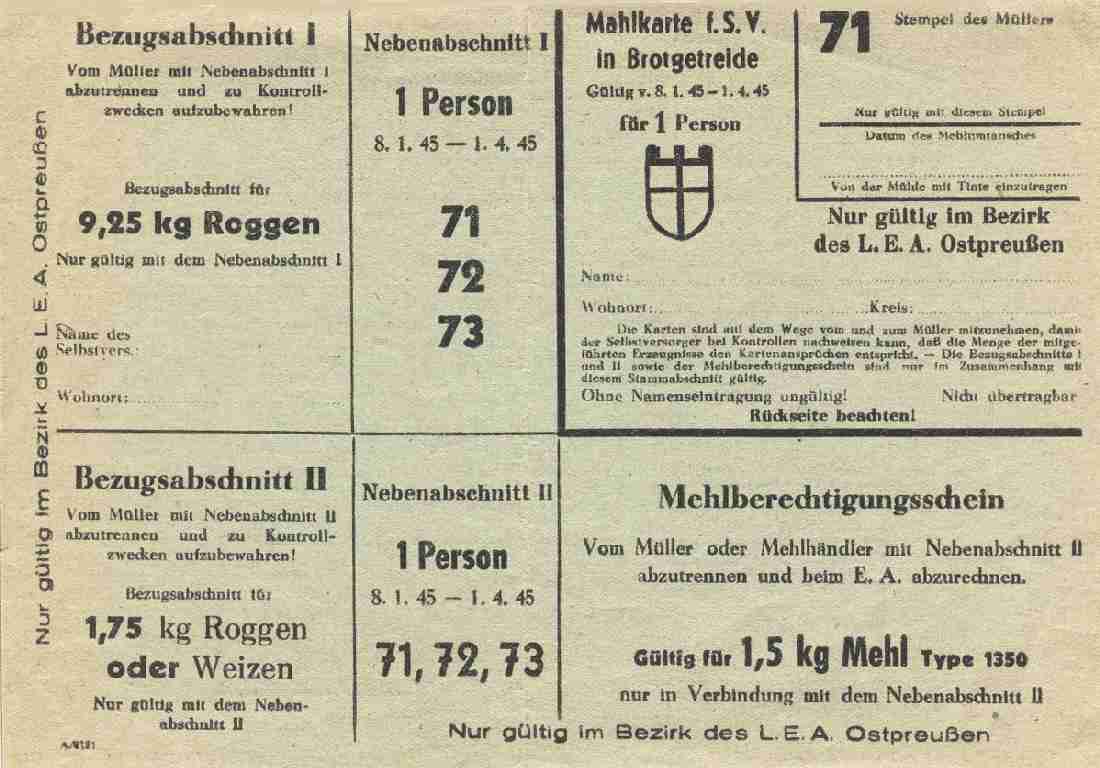 Bezugsabschnitt I
Vom Müller mit Nebenabschnitt I
abzutrennen und zu Kontroll-
zwecken aufzubewahren!
Bezugsabschnitt für
9,25 kg Roggen
Nur gültig mit dem Nebenabschnitt I
Name des
Selbstvers.:
Wohnort:
Nebenabschnitt I
1 Person
8. 1. 45 — 1. 4. 45
71
72
73
Mahlkarte f. S. V.
in Brotgetreide
Gültig v. 8. 1. 45 – 1. 4. 45
für 1 Person
71
Stempel des Müllers
Nur gültig mit diesem Stempel
Datum des Mehlumtausches
Von der Mühle mit Tinte einzutragen
Nur gültig im Bezirk
des L. E. A. Ostpreußen
Name:
Wohnort: Kreis:
Die Karten sind auf dem Wege vom und zum Müller mitzunehmen, damit
der Selbstversorger bei Kontrollen nachweisen kann, daß die Menge der mitge-
führten Erzeugnisse den Kartenansprüchen entspricht. — Die Bezugsabschnitte I
und II sowie der Mehlberechtigungsschein sind nur im Zusammenhang mit
diesem Stammabschnitt gültig.
Ohne Namenseintragung ungültig! Nicht übertragbar
Rückseite beachten!
Bezugsabschnitt II
Vom Müller mit Nebenabschnitt II
abzutrennen und zu Kontroll-
zwecken aufzubewahren!
Bezugsabschnitt für
1,75 kg Roggen
oder Weizen
Nur gültig mit dem Neben-
abschnitt II
Nebenabschnitt II
1 Person
8. 1. 45 — 1. 4. 45
71, 72, 73
Mehlberechtigungsschein
Vom Müller oder Mehlhändler mit Nebenabschnitt II
abzutrennen und beim E. A. abzurechnen.
Gültig für 1,5 kg Mehl Type 1350
nur in Verbindung mit dem Nebenabschnitt II
Nur gültig im Bezirk des L. E. A. Ostpreußen
Nur gültig im Bezirk des L. E. A. Ostpreußen